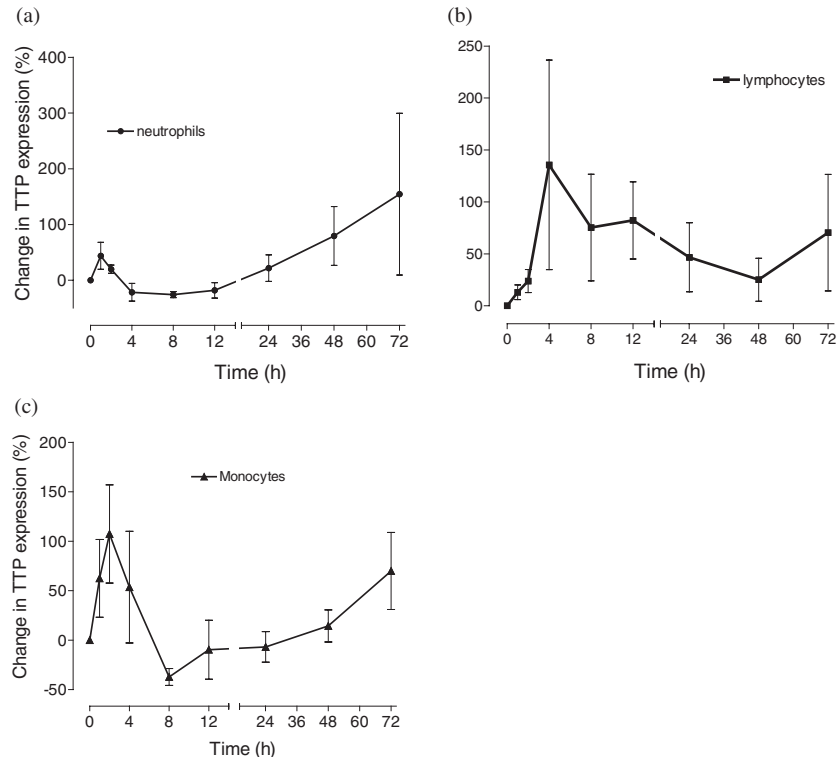 (a)
Change in TTP expression (%)
400
300
200
100
0
neutrophils
0 4 8 12 24 36 48 60 72
Time (h)
(b)
250
200
150
100
50
0
lymphocytes
0 4 8 12 24 36 48 60 72
Time (h)
(c)
Change in TTP expression (%)
200
150
100
50
0
-50
Monocytes
0 4 8 12 24 36 48 60 72
Time (h)